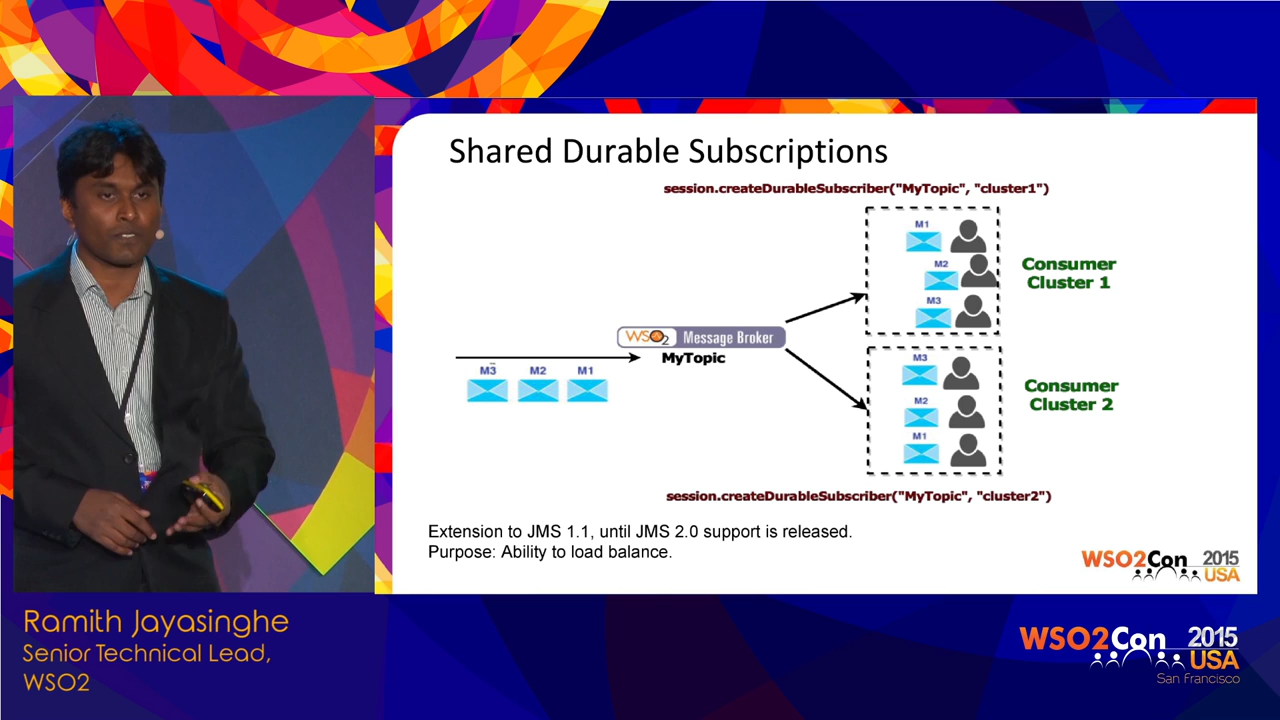 Shared Durable Subscriptions
session.createDurableSubscriber("MyTopic", "cluster1")
M1
M2
M3
Consumer
Cluster 1
WSO2 Message Broker
MyTopic
M3 M2 M1
M3
M2
M1
Consumer
Cluster 2
session.createDurableSubscriber("MyTopic", "cluster2")
Extension to JMS 1.1, until JMS 2.0 support is released.
Purpose: Ability to load balance.
WSO2Con 2015
USA
Ramith Jayasinghe
Senior Technical Lead,
WSO2
WSO2Con 2015
USA
San Francisco